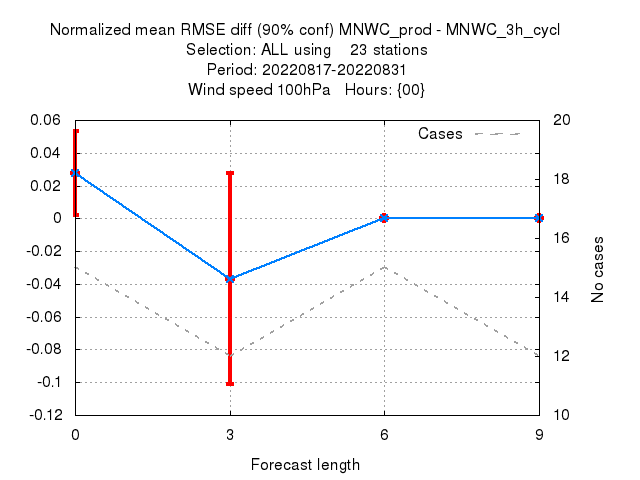 Normalized mean RMSE diff (90% conf) MNWC_prod - MNWC_3h_cycl
Selection: ALL using 23 stations
Period: 20220817-20220831
Wind speed 100hPa Hours: {00}
Cases
0.06
0.04
0.02
0
-0.02
-0.04
-0.06
-0.08
-0.1
-0.12
20
18
16
14
12
10
No cases
0 3 6 9
Forecast length